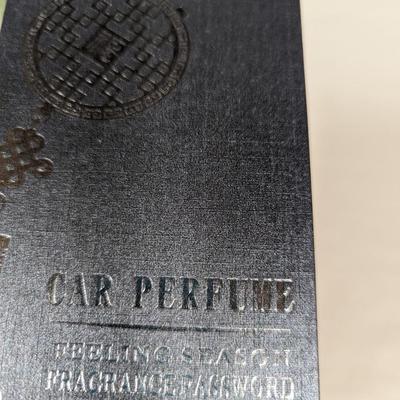 CAR PERFUME
FEELING SEASON
FRAGRANCE PASSWORD